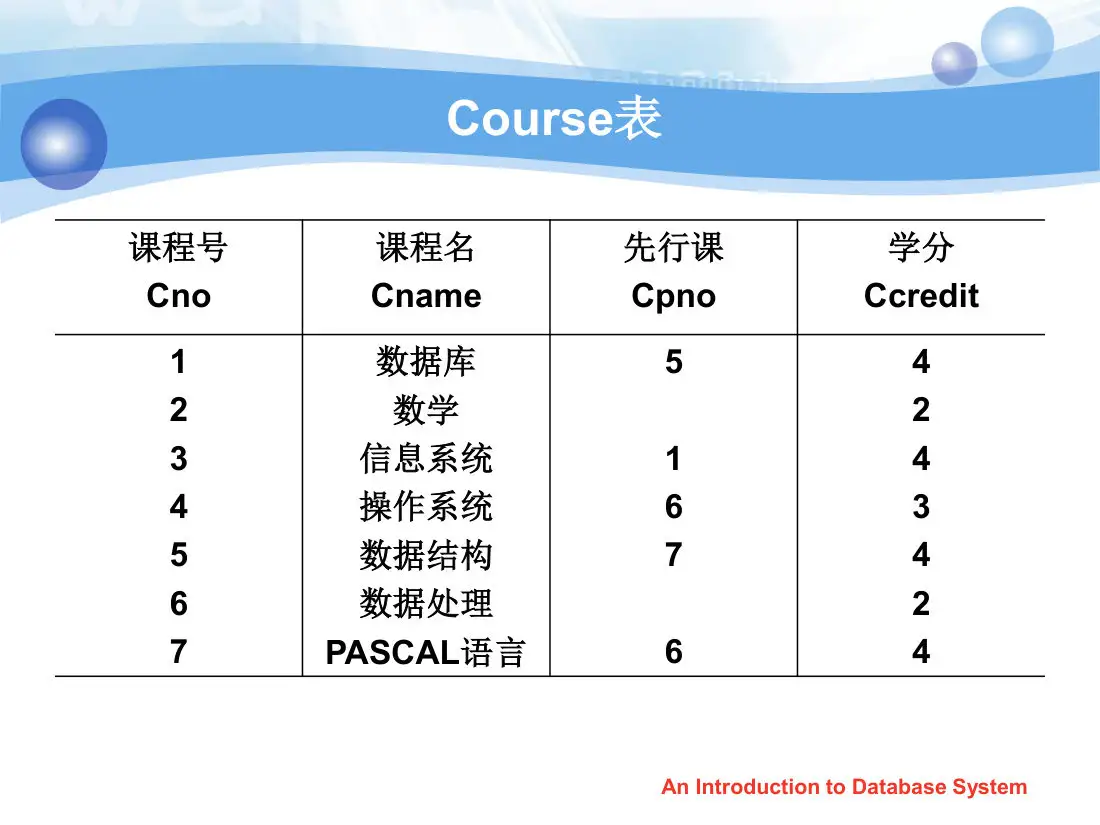 Course表
课程号 课程名 先行课 学分
Cno Cname Cpno Ccredit
1 数据库 5 4
2 数学 2
3 信息系统 1 4
4 操作系统 6 3
5 数据结构 7 4
6 数据处理 2
7 PASCAL语言 6 4
An Introduction to Database System